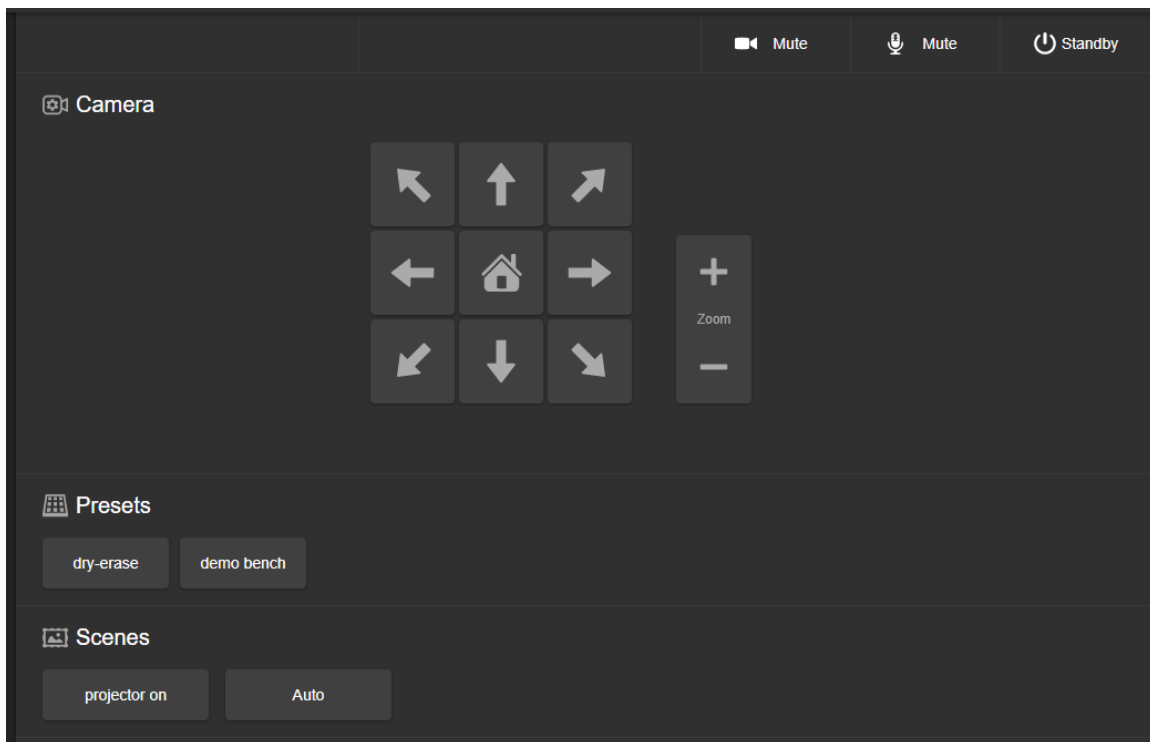 Mute
Mute
Standby
Camera
Zoom
Presets
dry-erase
demo bench
Scenes
projector on
Auto